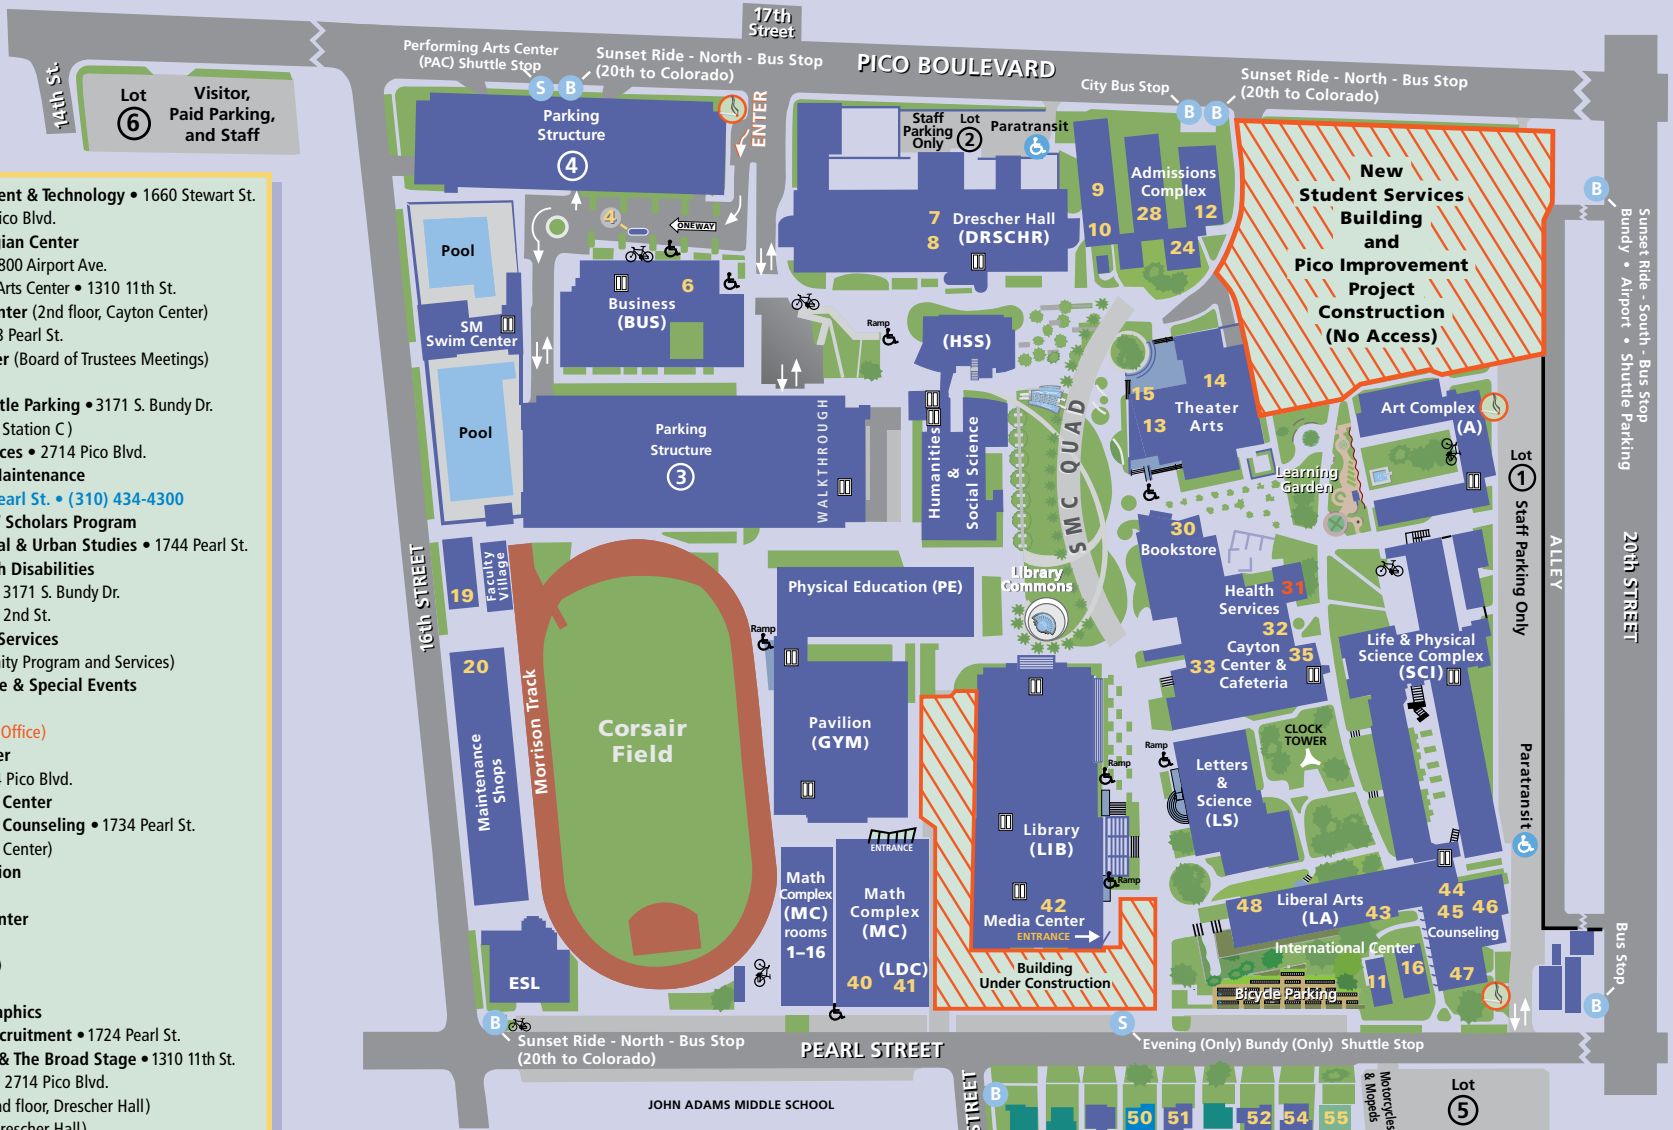 17th
Street
PICO BOULEVARD
14th St.
Performing Arts Center
(PAC) Shuttle Stop
Sunset Ride - North - Bus Stop
(20th to Colorado)
S
B
City Bus Stop
B
B
Sunset Ride - North - Bus Stop
(20th to Colorado)
Lot
6
Visitor,
Paid Parking,
and Staff
Parking
Structure
4
ENTER
Staff
Parking
Only
Lot
2
Paratransit
9
10
Admissions
Complex
28
12
24
7
8
Drescher Hall
(DRSCHR)
New
Student Services
Building
and
Pico Improvement
Project
Construction
(No Access)
B
Sunset Ride - South - Bus Stop
Bundy • Airport • Shuttle Parking
ent & Technology • 1660 Stewart St.
ico Blvd.
gian Center
800 Airport Ave.
Arts Center • 1310 11th St.
nter (2nd floor, Cayton Center)
3 Pearl St.
er (Board of Trustees Meetings)
tle Parking • 3171 S. Bundy Dr.
Station C )
ces • 2714 Pico Blvd.
Maintenance
Pearl St. • (310) 434-4300
Scholars Program
al & Urban Studies • 1744 Pearl St.
h Disabilities
3171 S. Bundy Dr.
2nd St.
Services
ity Program and Services)
e & Special Events
Office)
er
Pico Blvd.
Center
Counseling • 1734 Pearl St.
Center)
ion
nter
)
aphics
cruitment • 1724 Pearl St.
& The Broad Stage • 1310 11th St.
2714 Pico Blvd.
nd floor, Drescher Hall)
rescher Hall)
4
ONEWAY
Pool
SM
Swim Center
Pool
6
Business
(BUS)
Ramp
(HSS)
Parking
Structure
3
WALKTHROUGH
Humanities
&
Social Science
SMC QUAD
15
14
13
Theater
Arts
Learning
Garden
Art Complex
(A)
Lot
1
Staff Parking Only
ALLEY
20th STREET
16th STREET
19
Faculty
Village
20
Maintenance
Shops
Morrison Track
Corsair
Field
Physical Education (PE)
Ramp
Library
Commons
30
Bookstore
Health
Services
31
32
Cayton
Center &
Cafeteria
33
35
Life & Physical
Science Complex
(SCI)
Pavilion
(GYM)
CLOCK
TOWER
Ramp
Ramp
Letters
&
Science
(LS)
Paratransit
Library
(LIB)
Ramp
42
Media Center
ENTRANCE
ENTRANCE
Math
Complex
(MC)
rooms
1–16
Math
Complex
(MC)
(LDC)
40
41
Building
Under Construction
48
Liberal Arts
(LA)
43
44
45
46
Counseling
International Center
11
16
47
Bicycle Parking
ESL
Bus Stop
B
B
Sunset Ride - North - Bus Stop
(20th to Colorado)
PEARL STREET
S
Evening (Only) Bundy (Only) Shuttle Stop
JOHN ADAMS MIDDLE SCHOOL
STREET
B
50
51
52
54
55
Motorcycles
& Mopeds
Lot
5